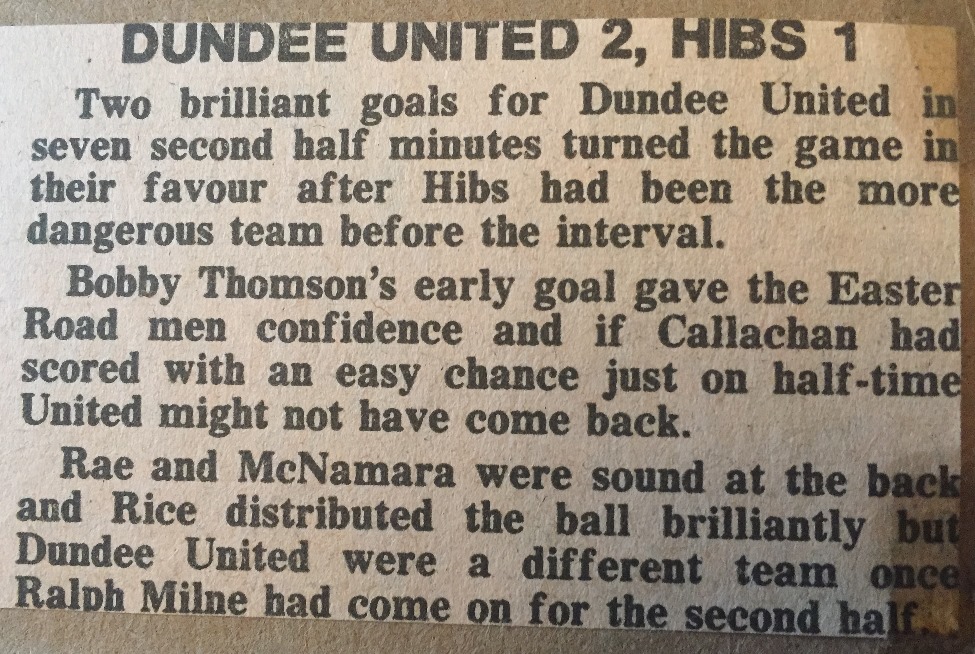 DUNDEE UNITED 2, HIBS 1
Two brilliant goals for Dundee United in
seven second half minutes turned the game in
their favour after Hibs had been the more
dangerous team before the interval.
Bobby Thomson's early goal gave the Easter
Road men confidence and if Callachan had
scored with an easy chance just on half-time
United might not have come back.
Rae and McNamara were sound at the back
and Rice distributed the ball brilliantly but
Dundee United were a different team once
Ralph Milne had come on for the second half...